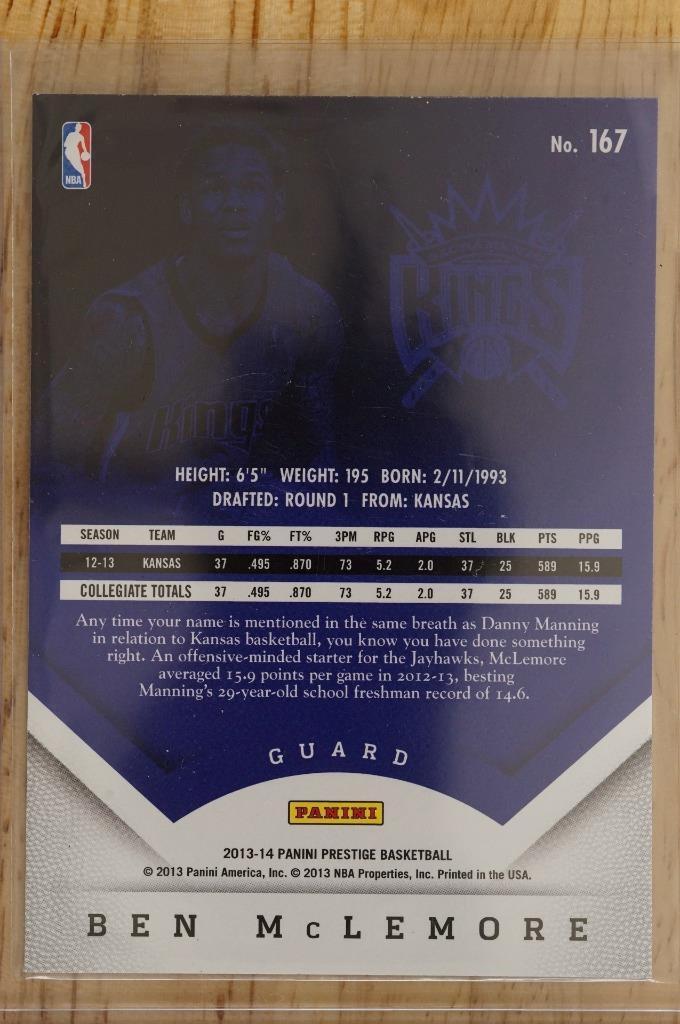 NBA
No. 167
KINGS
Kings
HEIGHT: 6'5" WEIGHT: 195 BORN: 2/11/1993
DRAFTED: ROUND 1 FROM: KANSAS
SEASON TEAM G FG% FT% 3PM RPG APG STL BLK PTS PPG
12-13 KANSAS 37 .495 .870 73 5.2 2.0 37 25 589 15.9
COLLEGIATE TOTALS 37 .495 .870 73 5.2 2.0 37 25 589 15.9
Any time your name is mentioned in the same breath as Danny Manning
in relation to Kansas basketball, you know you have done something
right. An offensive-minded starter for the Jayhawks, McLemore
averaged 15.9 points per game in 2012-13, besting
Manning's 29-year-old school freshman record of 14.6.
GUARD
PANINI
2013-14 PANINI PRESTIGE BASKETBALL
© 2013 Panini America, Inc. © 2013 NBA Properties, Inc. Printed in the USA.
BEN McLEMORE